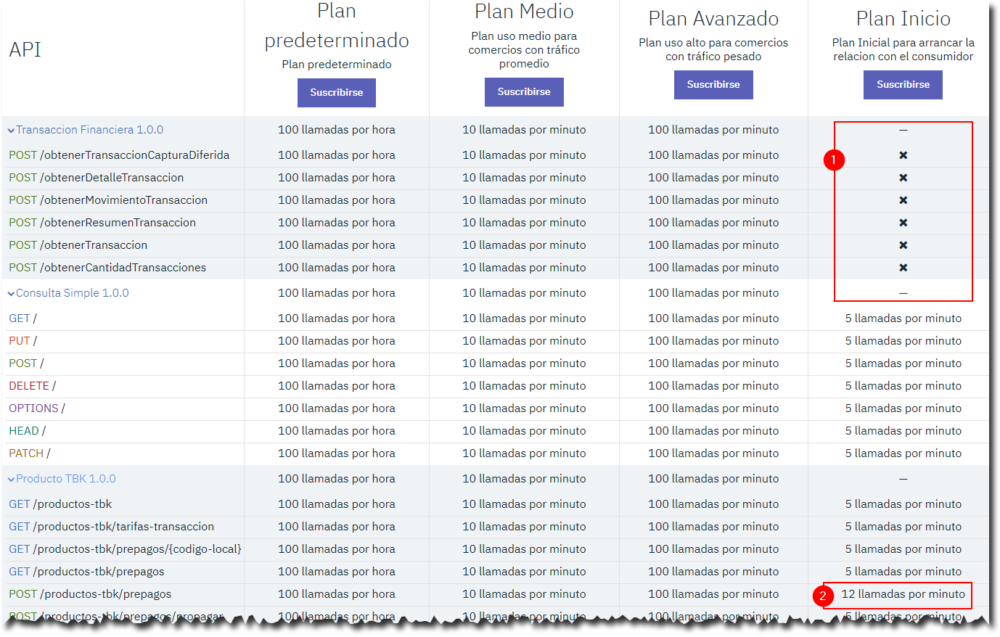 API
Plan predeterminado
Plan predeterminado
Suscribirse
Plan Medio
Plan uso medio para
comercios con tráfico
promedio
Suscribirse
Plan Avanzado
Plan uso alto para comercios
con tráfico pesado
Suscribirse
Plan Inicio
Plan Inicial para arrancar la
relacion con el consumidor
Suscribirse
Transaccion Financiera 1.0.0 100 llamadas por hora 10 llamadas por minuto 100 llamadas por minuto —
1
POST /obtenerTransaccionCapturaDiferida 100 llamadas por hora 10 llamadas por minuto 100 llamadas por minuto ✖
POST /obtenerDetalleTransaccion 100 llamadas por hora 10 llamadas por minuto 100 llamadas por minuto ✖
POST /obtenerMovimientoTransaccion 100 llamadas por hora 10 llamadas por minuto 100 llamadas por minuto ✖
POST /obtenerResumenTransaccion 100 llamadas por hora 10 llamadas por minuto 100 llamadas por minuto ✖
POST /obtenerTransaccion 100 llamadas por hora 10 llamadas por minuto 100 llamadas por minuto ✖
POST /obtenerCantidadTransacciones 100 llamadas por hora 10 llamadas por minuto 100 llamadas por minuto ✖
Consulta Simple 1.0.0 100 llamadas por hora 10 llamadas por minuto 100 llamadas por minuto —
GET / 100 llamadas por hora 10 llamadas por minuto 100 llamadas por minuto 5 llamadas por minuto
PUT / 100 llamadas por hora 10 llamadas por minuto 100 llamadas por minuto 5 llamadas por minuto
POST / 100 llamadas por hora 10 llamadas por minuto 100 llamadas por minuto 5 llamadas por minuto
DELETE / 100 llamadas por hora 10 llamadas por minuto 100 llamadas por minuto 5 llamadas por minuto
OPTIONS / 100 llamadas por hora 10 llamadas por minuto 100 llamadas por minuto 5 llamadas por minuto
HEAD / 100 llamadas por hora 10 llamadas por minuto 100 llamadas por minuto 5 llamadas por minuto
PATCH / 100 llamadas por hora 10 llamadas por minuto 100 llamadas por minuto 5 llamadas por minuto
Producto TBK 1.0.0 100 llamadas por hora 10 llamadas por minuto 100 llamadas por minuto —
GET /productos-tbk 100 llamadas por hora 10 llamadas por minuto 100 llamadas por minuto 5 llamadas por minuto
GET /productos-tbk/tarifas-transaccion 100 llamadas por hora 10 llamadas por minuto 100 llamadas por minuto 5 llamadas por minuto
GET /productos-tbk/prepagos/{codigo-local} 100 llamadas por hora 10 llamadas por minuto 100 llamadas por minuto 5 llamadas por minuto
GET /productos-tbk/prepagos 100 llamadas por hora 10 llamadas por minuto 100 llamadas por minuto 5 llamadas por minuto
POST /productos-tbk/prepagos 100 llamadas por hora 10 llamadas por minuto 100 llamadas por minuto 2 12 llamadas por minuto
POST /productos-tbk/prepagos/propagar 100 llamadas por hora 10 llamadas por minuto 100 llamadas por minuto 5 llamadas por minuto